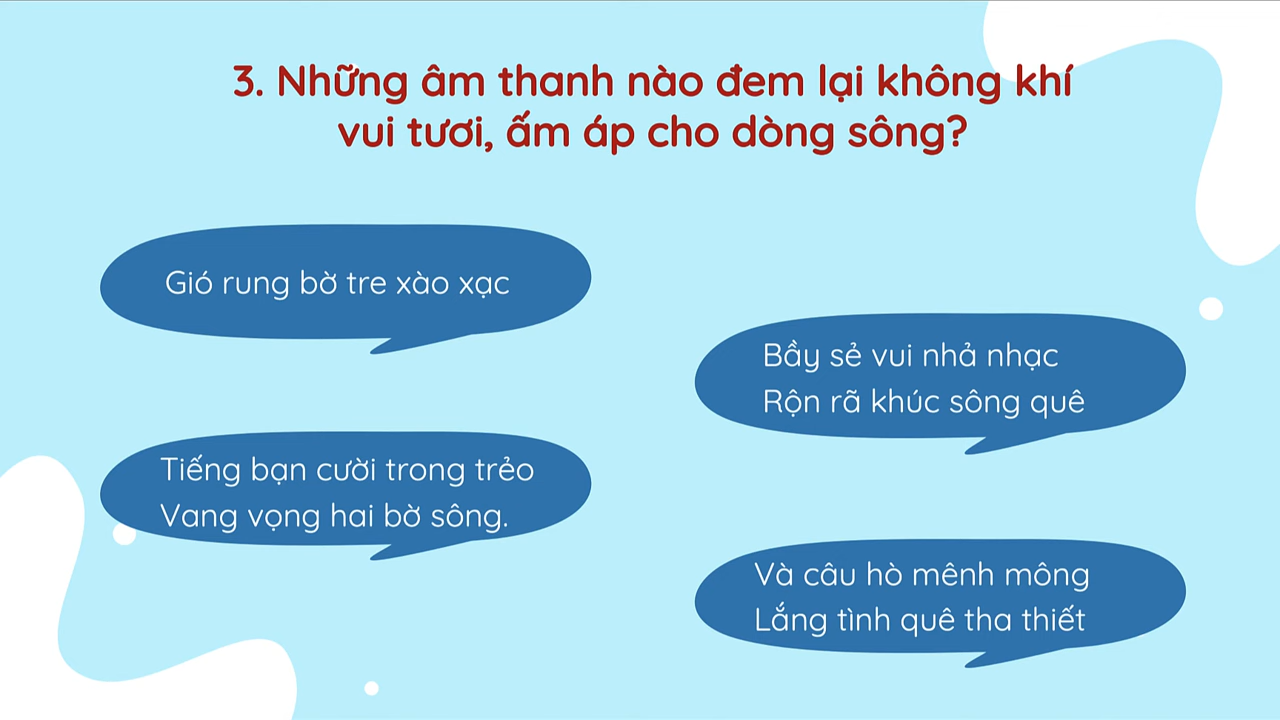 3. Những âm thanh nào đem lại không khí
vui tươi, ấm áp cho dòng sông?
Gió rung bờ tre xào xạc
Bầy sẻ vui nhả nhạc
Rộn rã khúc sông quê
Tiếng bạn cười trong trẻo
Vang vọng hai bờ sông.
Và câu hò mênh mông
Lắng tình quê tha thiết